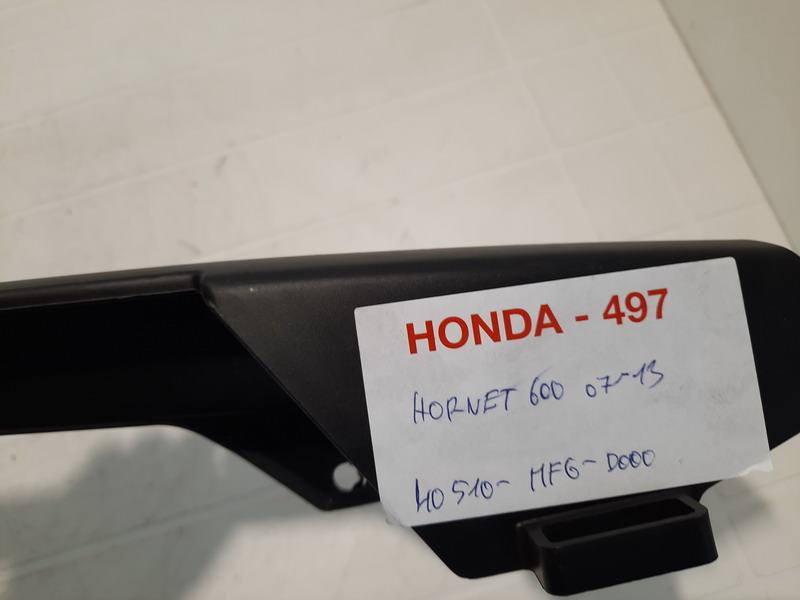 HONDA - 497
HORNET 600 07-13
40510- MFG-D000